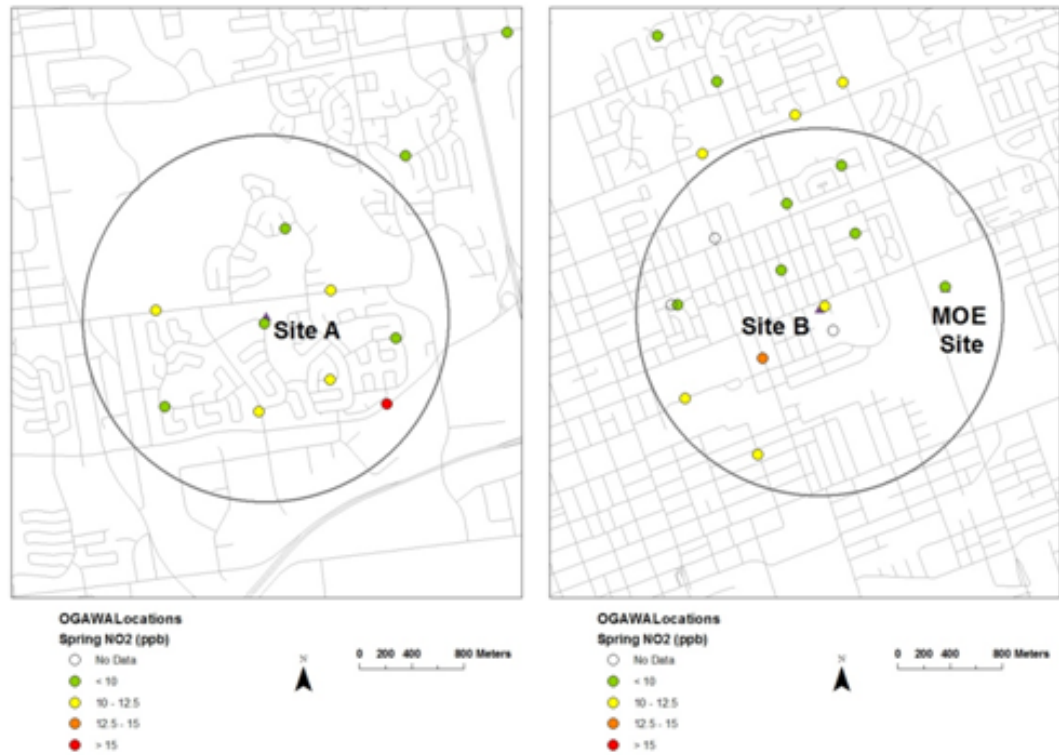 Site A
Site B
MOE
Site
OGAWALocations
Spring NO2 (ppb)
No Data
< 10
10 - 12.5
12.5 - 15
> 15
N
0 200 400 800 Meters
OGAWALocations
Spring NO2 (ppb)
No Data
< 10
10 - 12.5
12.5 - 15
> 15
N
0 200 400 800 Meters